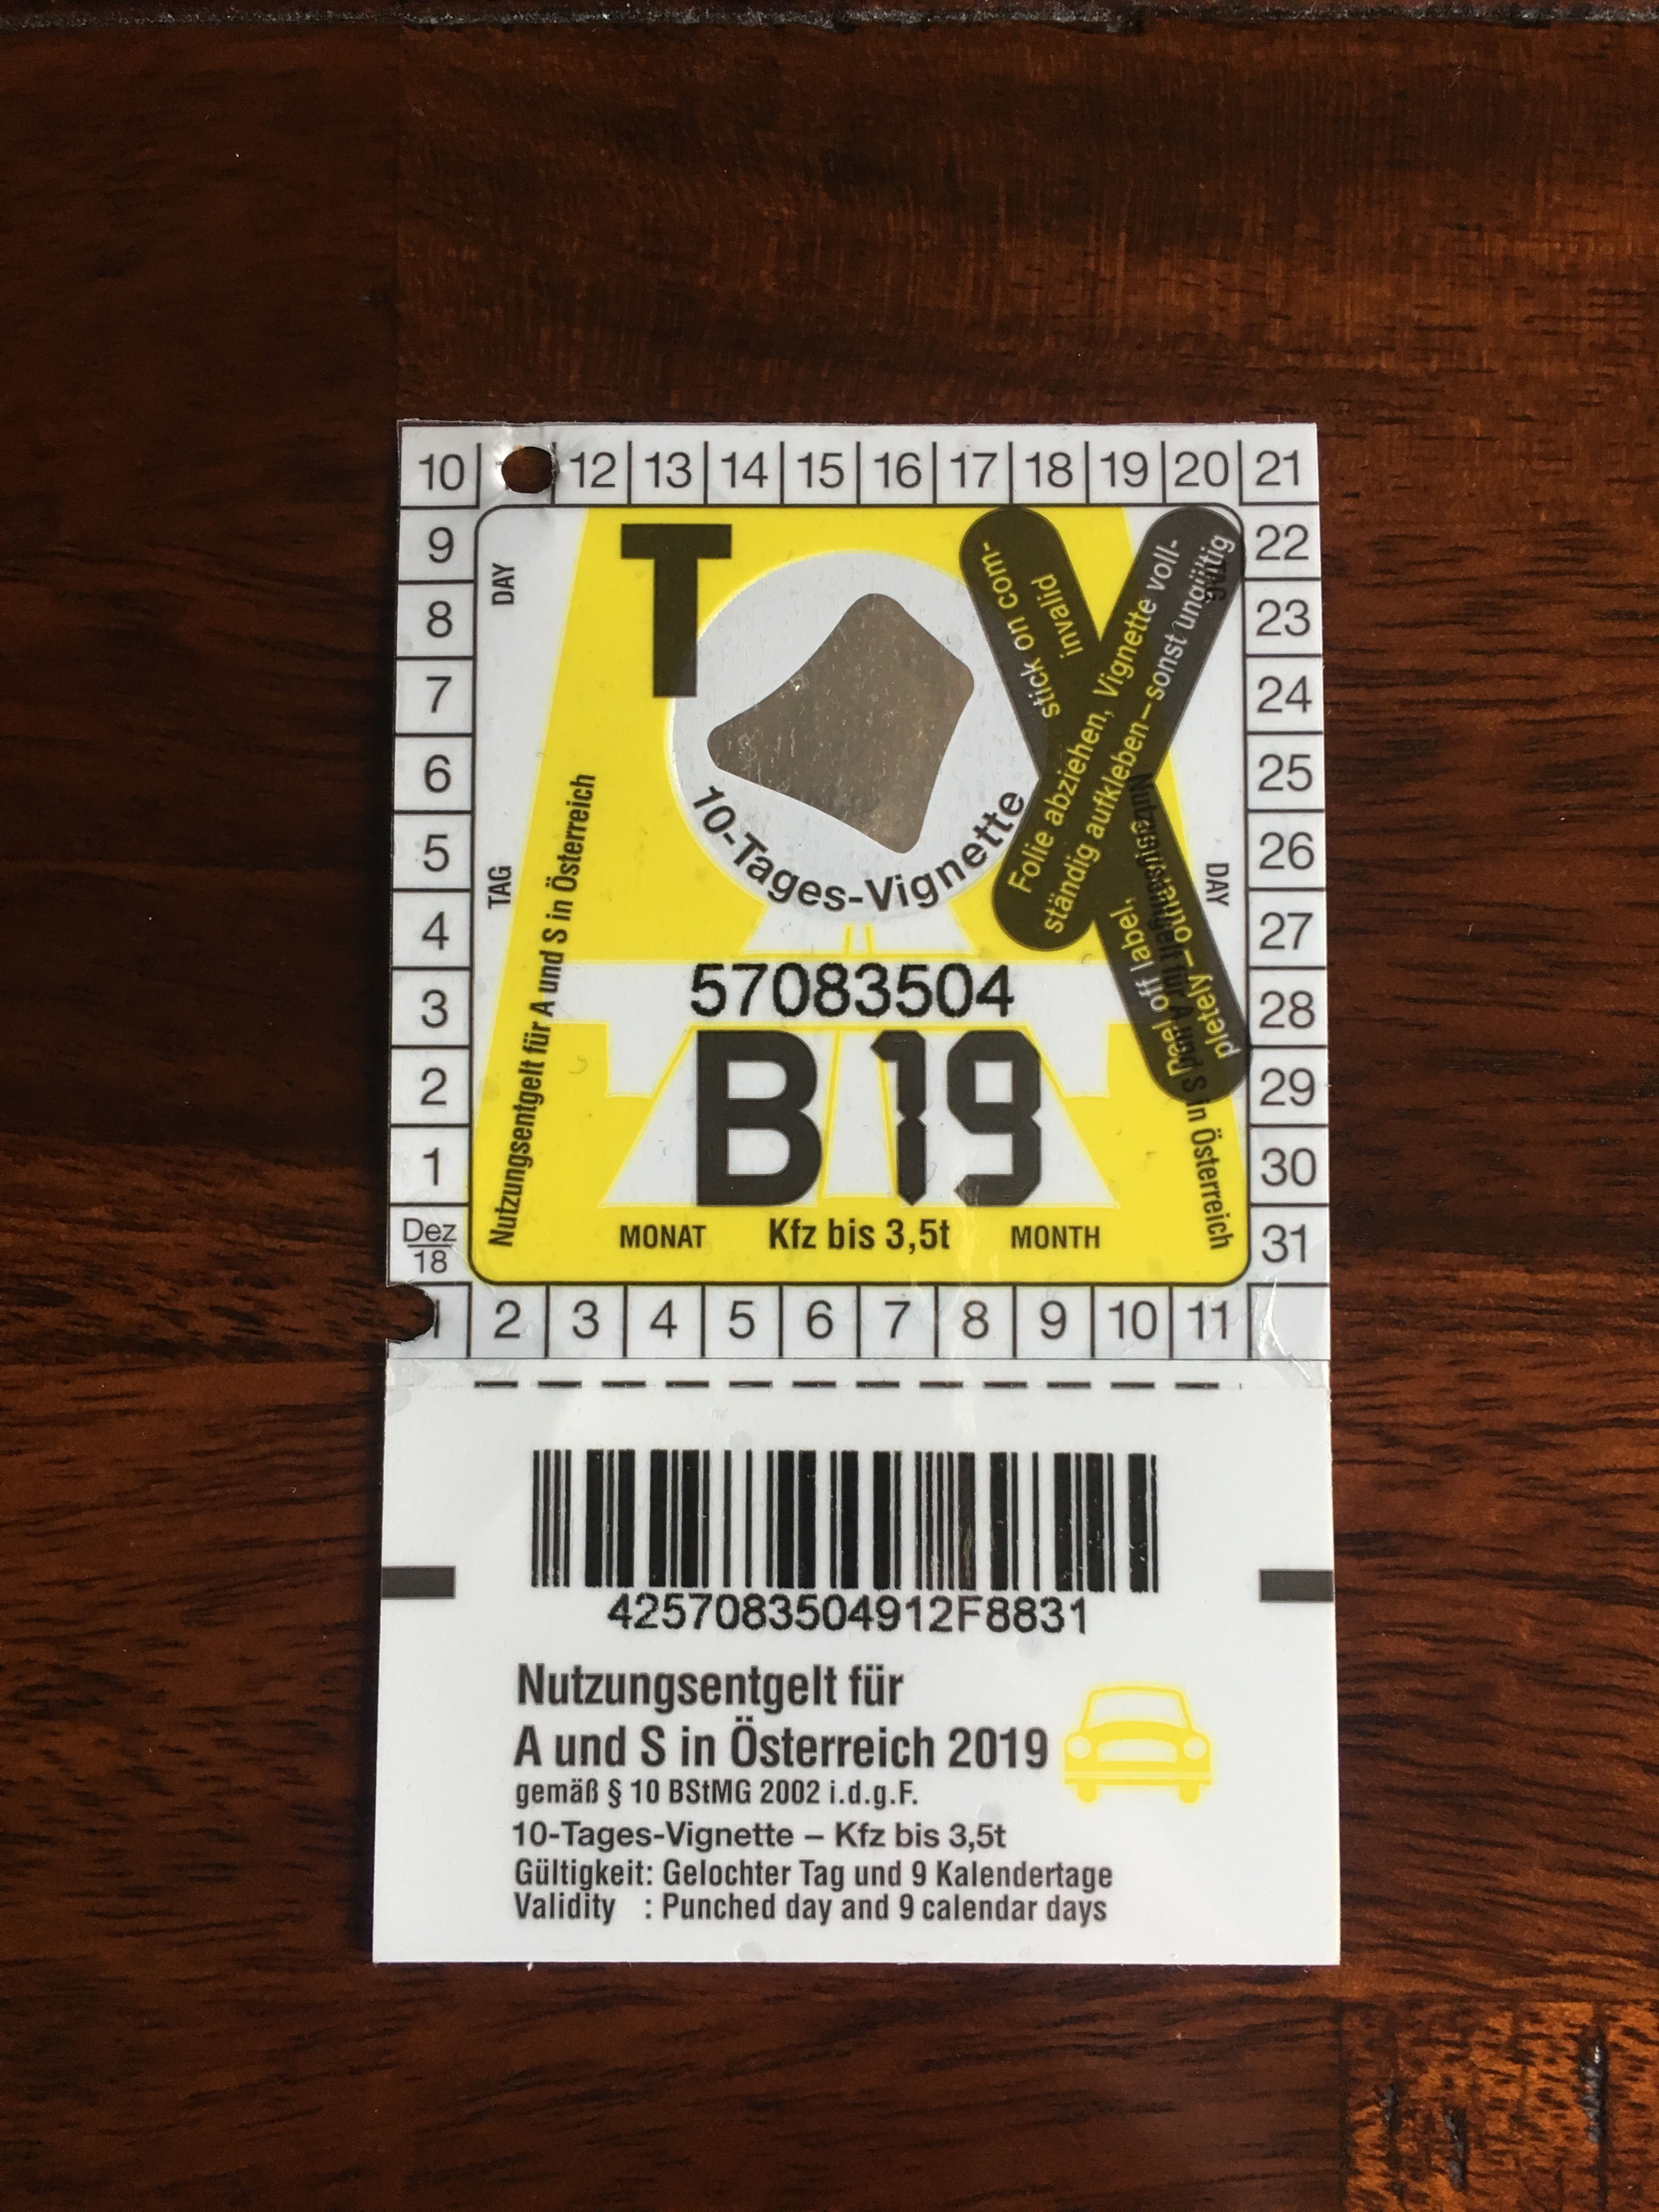 10 12 13 14 15 16 17 18 19 20 21
9 22
8 23
7 24
6 25
5 26
4 27
3 28
2 29
1 30
Dez
18
31
DAY
TAG
TAG
DAY
T
10-Tages-Vignette
Folie abziehen, Vignette voll-
ständig aufkleben – sonst ungültig
Peel off label, stick on com-
pletely – otherwise invalid
Nutzungsentgelt für A und S in Österreich
Nutzungsentgelt für A und S in Österreich
57083504
B 19
MONAT Kfz bis 3,5t MONTH
1 2 3 4 5 6 7 8 9 10 11
4257083504912F8831
Nutzungsentgelt für
A und S in Österreich 2019
gemäß § 10 BStMG 2002 i.d.g.F.
10-Tages-Vignette – Kfz bis 3,5t
Gültigkeit: Gelochter Tag und 9 Kalendertage
Validity : Punched day and 9 calendar days